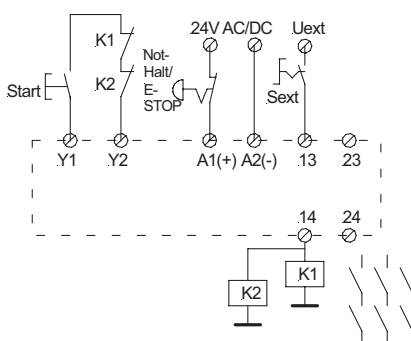 24V AC/DC Uext
K1
Not-
Halt/
E-
STOP
K2
Start
Sext
Y1 Y2 A1(+) A2(-) 13 23
14 24
K2 K1